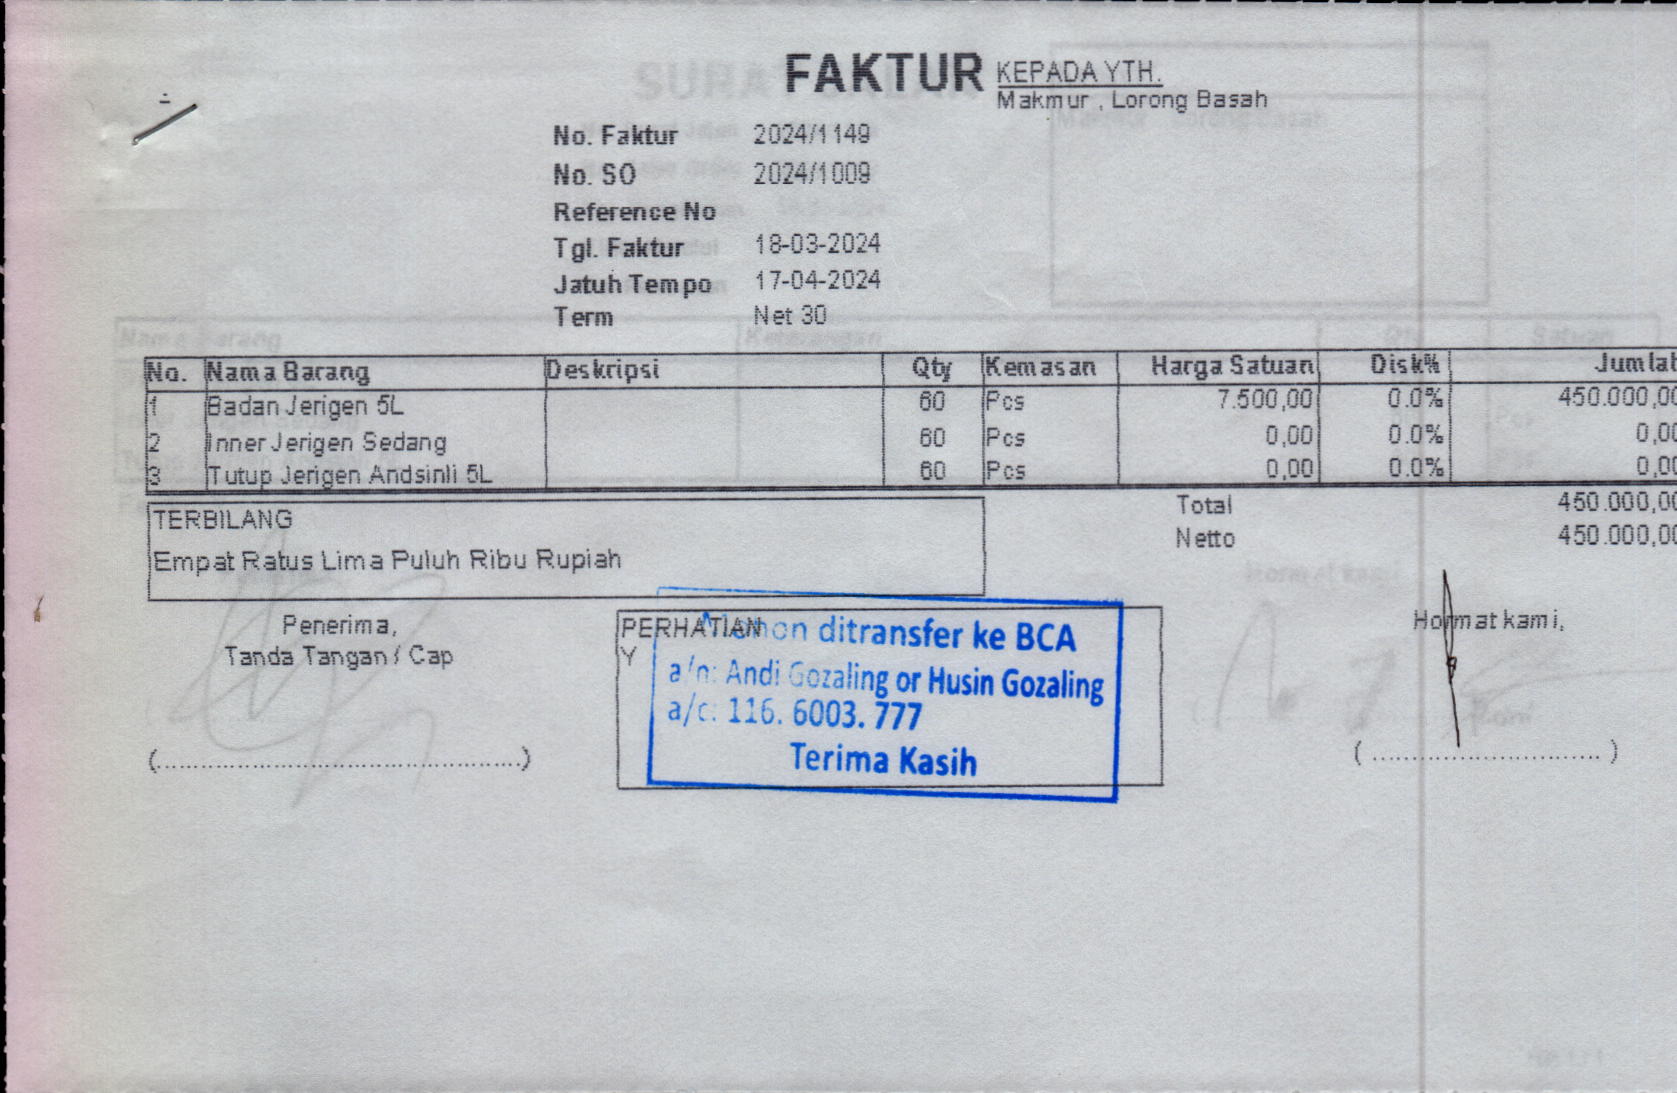 FAKTUR
KEPADA YTH.
Makmur , Lorong Basah
No. Faktur 2024/1149
No. SO 2024/1009
Reference No
Tgl. Faktur 18-03-2024
Jatuh Tempo 17-04-2024
Term Net 30
No. Nama Barang Deskripsi Qty Kemasan Harga Satuan Disk% Jumlah
1 Badan Jerigen 5L 60 Pcs 7.500,00 0.0% 450.000,00
2 Inner Jerigen Sedang 60 Pcs 0,00 0.0% 0,00
3 Tutup Jerigen Andsinli 5L 60 Pcs 0,00 0.0% 0,00
Total 450.000,00
Netto 450.000,00
TERBILANG
Empat Ratus Lima Puluh Ribu Rupiah
Penerima,
Tanda Tangan / Cap
(............................................)
PERHATIAN
Y
Mohon ditransfer ke BCA
a/n: Andi Gozaling or Husin Gozaling
a/c: 116. 6003. 777
Terima Kasih
Hormat kami,
( ............................ )